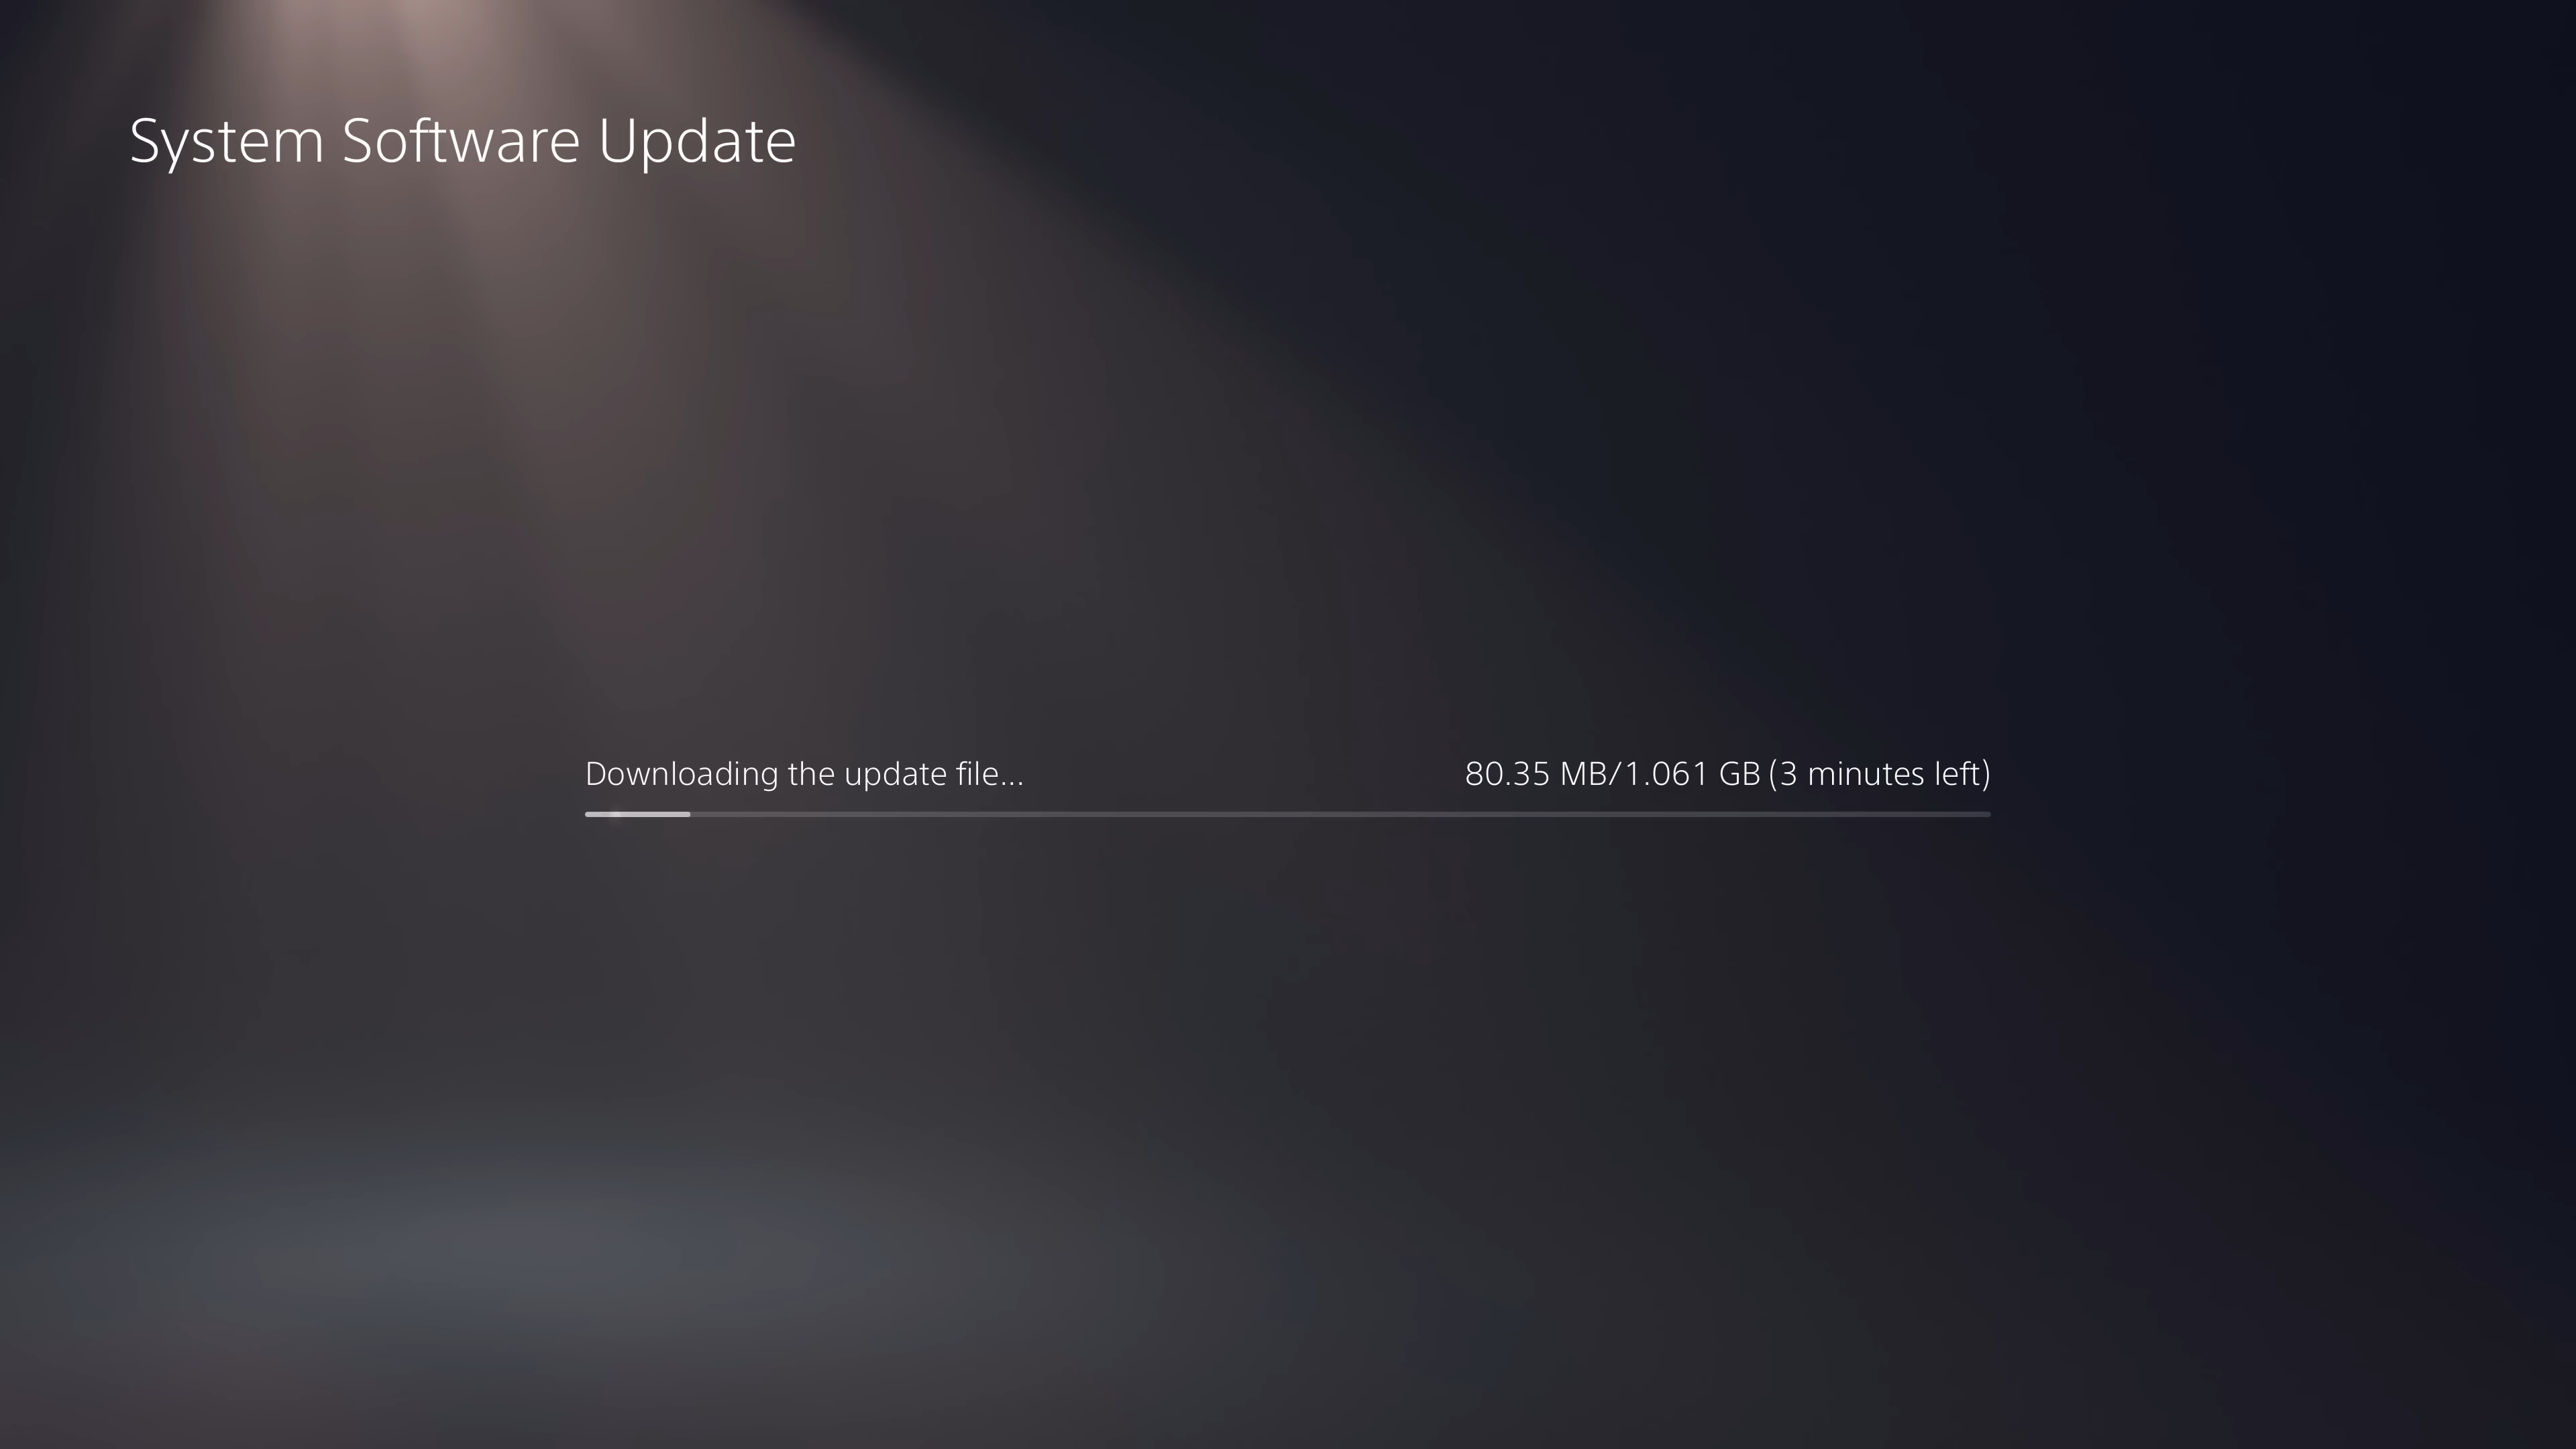 System Software Update
Downloading the update file...
80.35 MB/1.061 GB (3 minutes left)